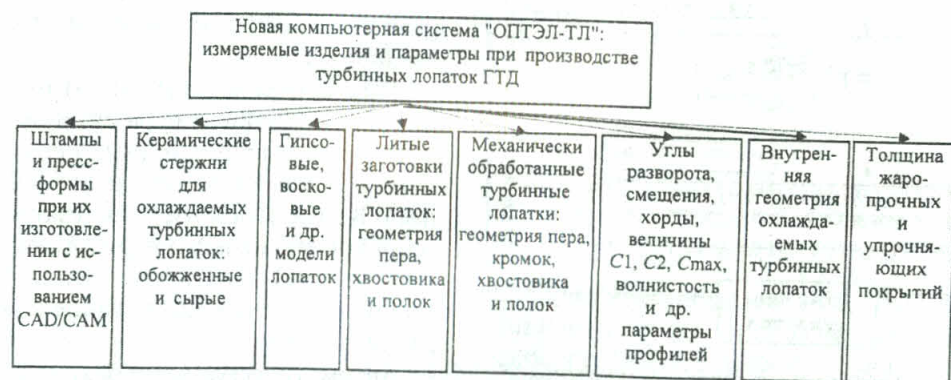 Новая компьютерная система "ОПТЭЛ-ТЛ":
измеряемые изделия и параметры при производстве
турбинных лопаток ГТД
Штампы
и пресс-
формы
при их
изготовле-
нии с ис-
пользо-
ванием
CAD/CAM
Керамические
стержни
для
охлаждаемых
турбинных
лопаток:
обожженные
и сырые
Гипсо-
вые,
воско-
вые
и др.
модели
лопаток
Литые
заготовки
турбинных
лопаток:
геометрия
пера,
хвостовика
и полок
Механически
обработанные
турбинные
лопатки:
геометрия пера,
кромок,
хвостовика
и полок
Углы
разворота,
смещения,
хорды,
величины
C1, C2, Cmax,
волнистость
и др.
параметры
профилей
Внутрен-
няя
геометрия
охлажда-
емых
турбинных
лопаток
Толщина
жаро-
прочных
и
упрочня-
ющих
покрытий